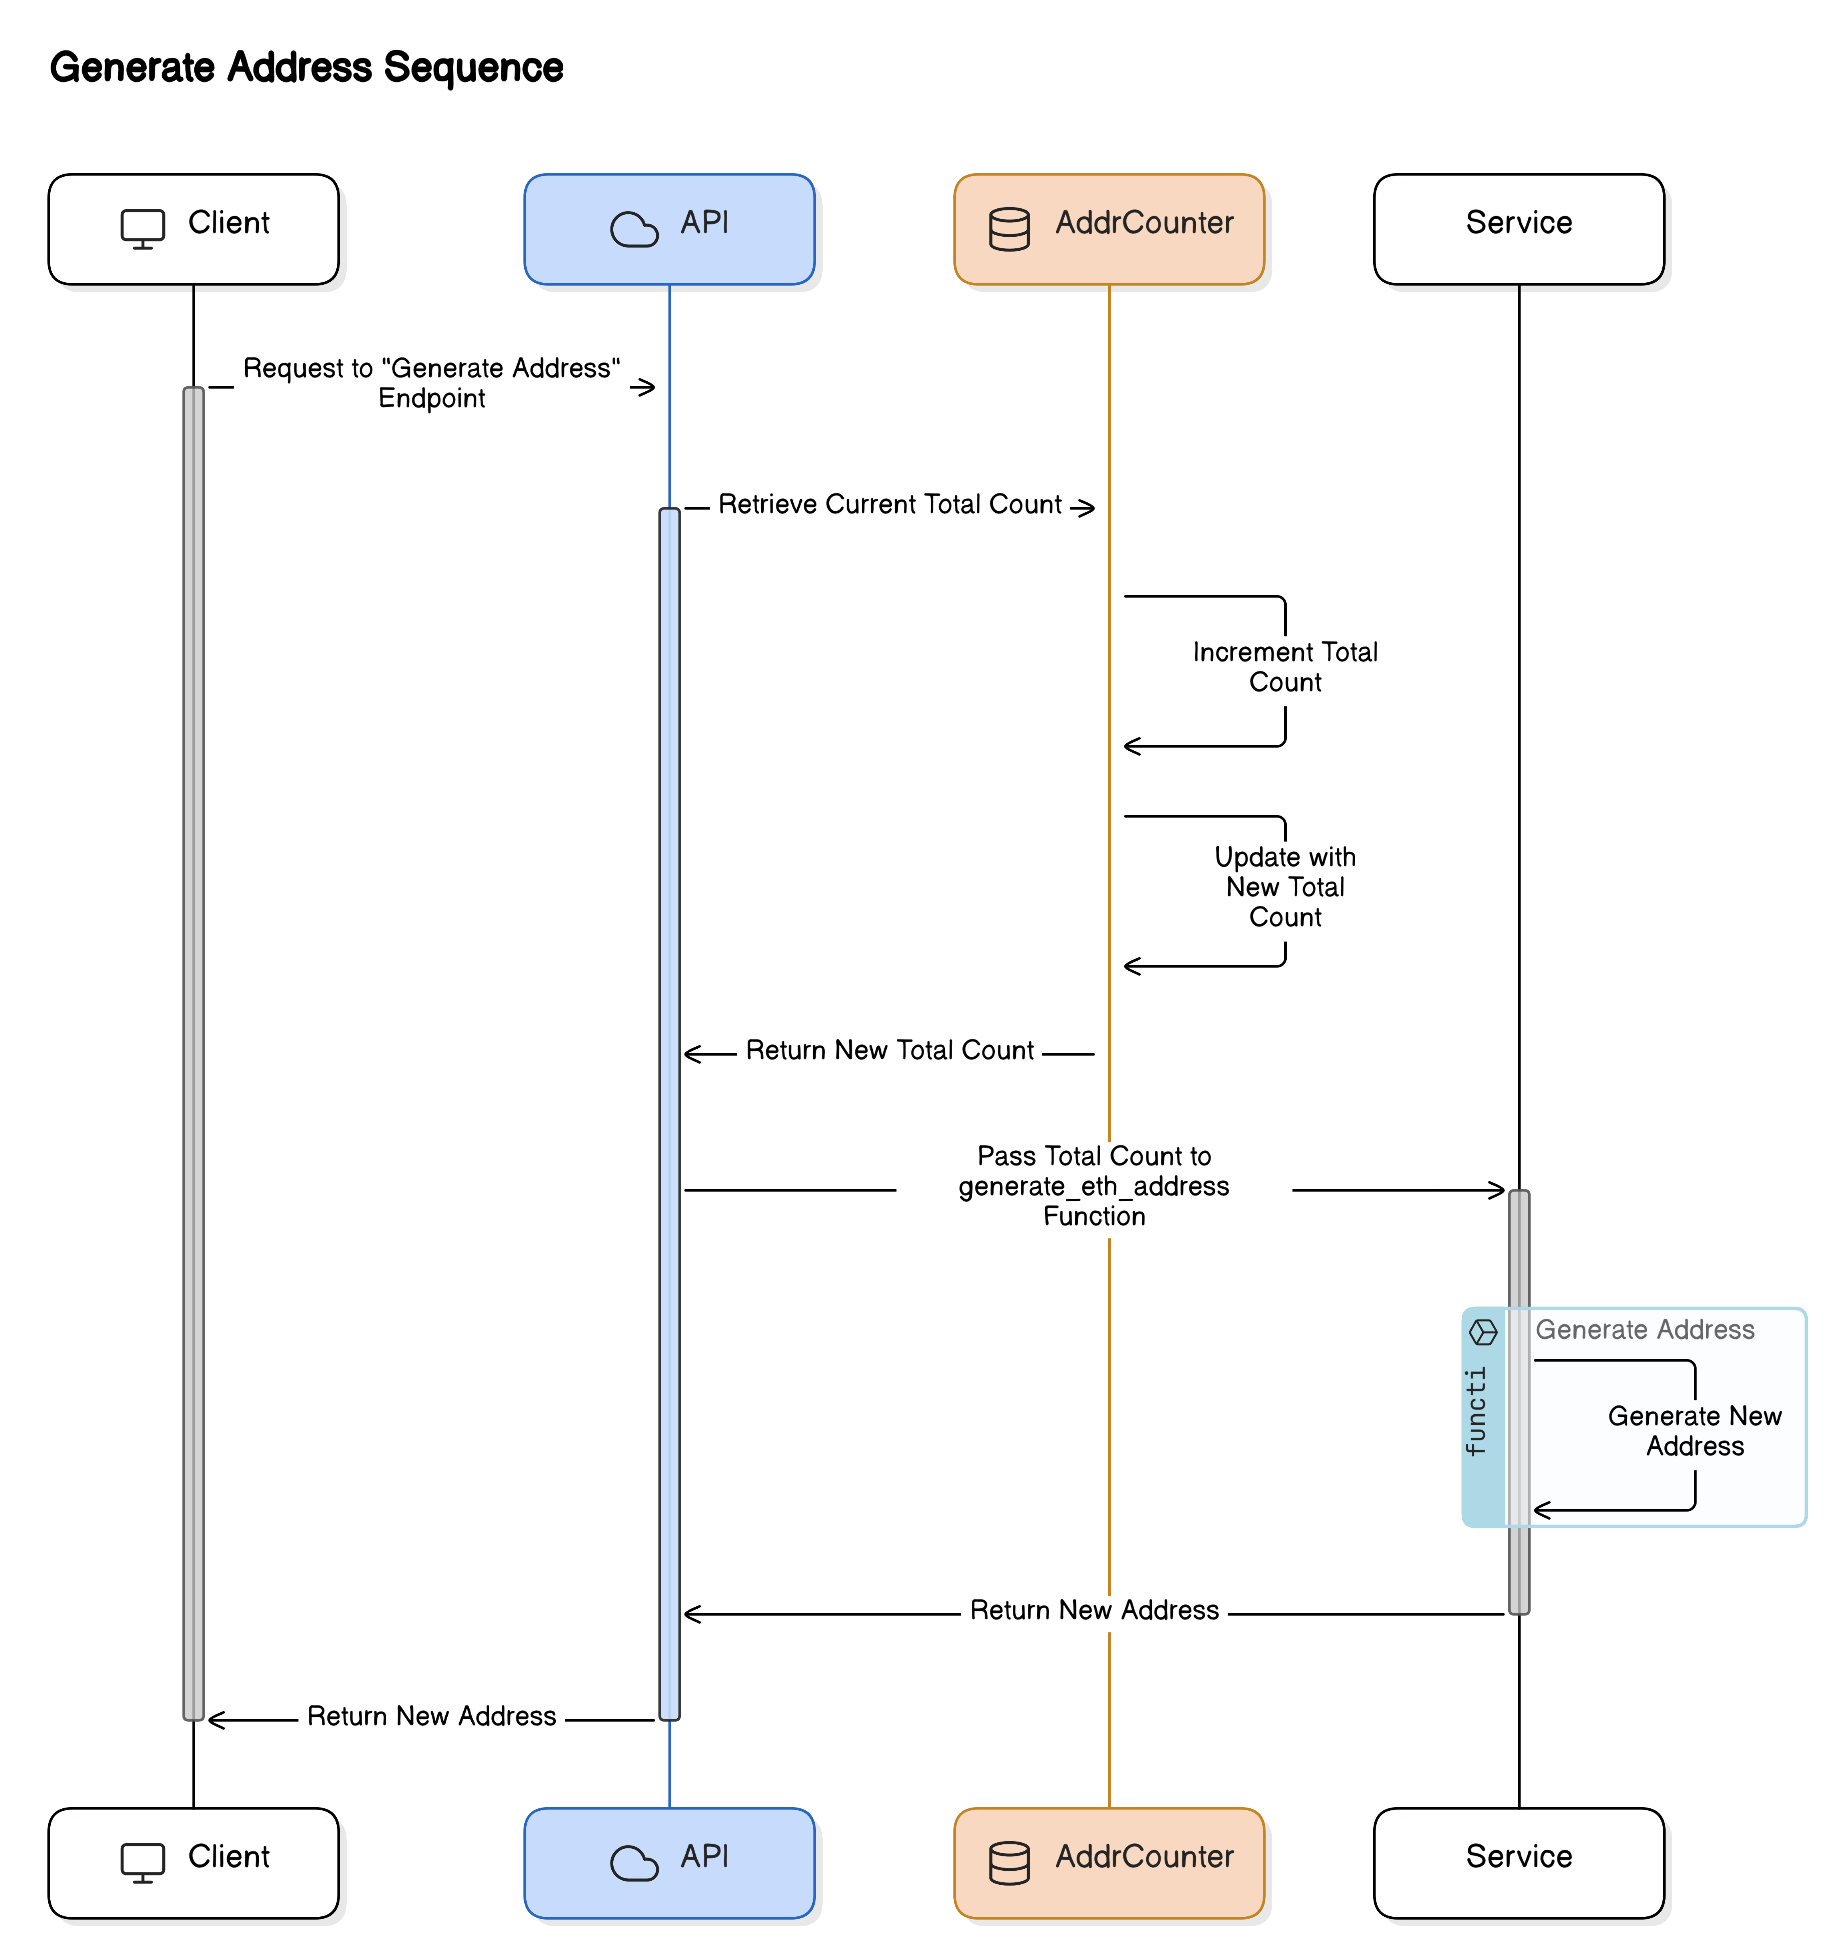 Generate Address Sequence
Client
API
AddrCounter
Service
Request to "Generate Address"
Endpoint
Retrieve Current Total Count
Increment Total
Count
Update with
New Total
Count
Return New Total Count
Pass Total Count to
generate_eth_address
Function
functi
Generate Address
Generate New
Address
Return New Address
Return New Address
Client
API
AddrCounter
Service